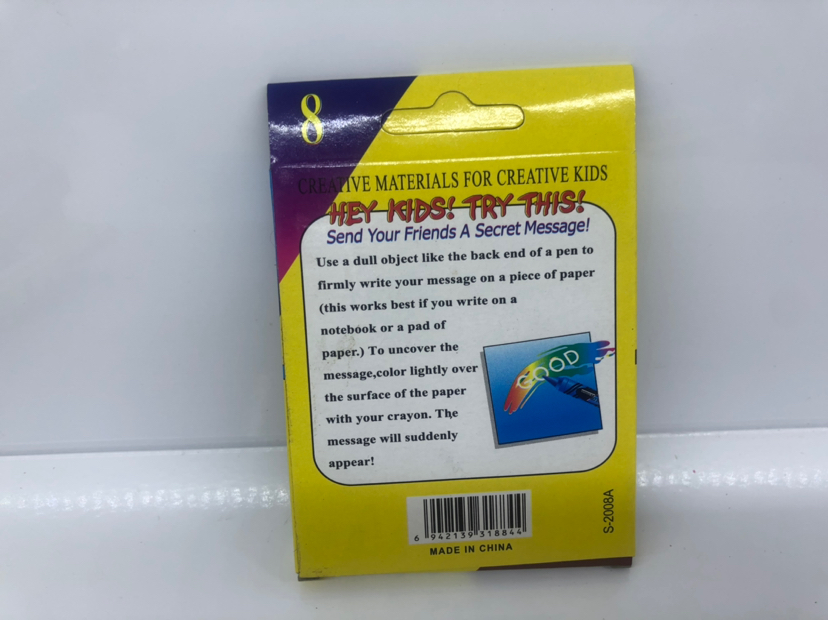 8
CREATIVE MATERIALS FOR CREATIVE KIDS
HEY KIDS! TRY THIS!
Send Your Friends A Secret Message!
Use a dull object like the back end of a pen to
firmly write your message on a piece of paper
(this works best if you write on a
notebook or a pad of
paper.) To uncover the
message,color lightly over
the surface of the paper
with your crayon. The
message will suddenly
appear!
GOOD
6 942139 318844
MADE IN CHINA
S-2008A